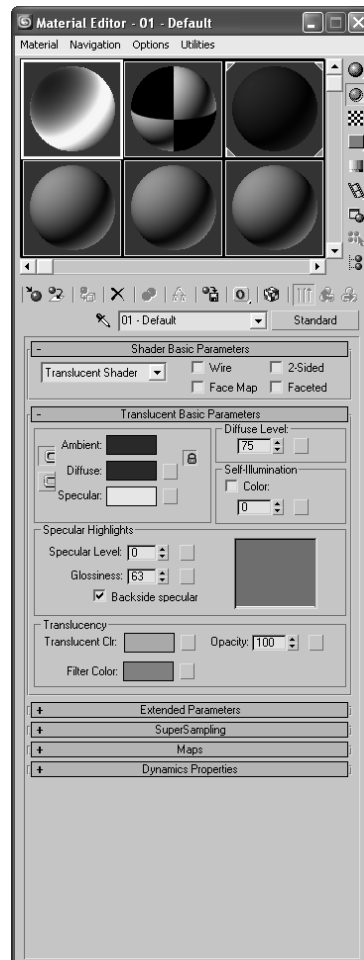 Material Editor - 01 - Default
Material Navigation Options Utilities
01 - Default Standard
- Shader Basic Parameters
Translucent Shader Wire 2-Sided
Face Map Faceted
- Translucent Basic Parameters
Diffuse Level:
Ambient: 75
Diffuse: Self-Illumination
Color:
Specular: 0
Specular Highlights
Specular Level: 0
Glossiness: 63
Backside specular
Translucency
Translucent Clr: Opacity: 100
Filter Color:
+ Extended Parameters
+ SuperSampling
+ Maps
+ Dynamics Properties